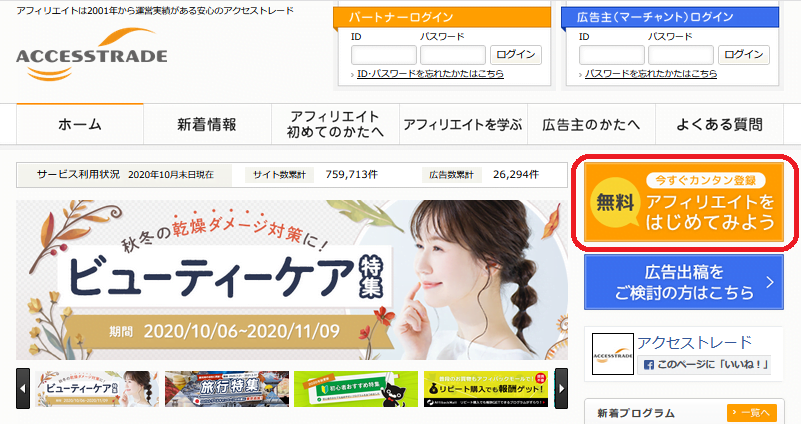 アフィリエイトは2001年から運営実績がある安心のアクセストレード
ACCESSTRADE
パートナーログイン
ID パスワード
ログイン
ID・パスワードを忘れたかたはこちら
広告主(マーチャント)ログイン
ID パスワード
ログイン
パスワードを忘れたかたはこちら
ホーム
新着情報
アフィリエイト
初めてのかたへ
アフィリエイトを学ぶ
広告主のかたへ
よくある質問
サービス利用状況 2020年10月末日現在 サイト数累計 759,713件 広告数累計 26,294件
秋冬の乾燥ダメージ対策に!
ビューティーケア特集
期間 2020/10/06~2020/11/09
今すぐカンタン登録
無料
アフィリエイトを
はじめてみよう
広告出稿を
ご検討の方はこちら
ACCESSTRADE
アクセストレード
このページに「いいね!」
秋冬の乾燥ダメージ対策に!
ビューティーケア特集
旅行特集
初心者おすすめ特集
リピート購入でも報酬ゲット!
新着プログラム
一覧へ